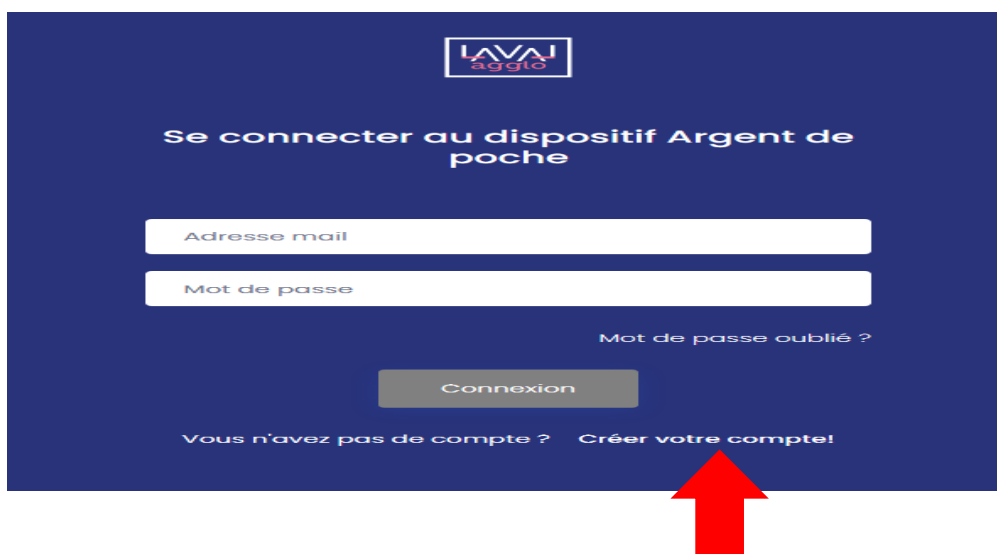 LAVAL
agglo
Se connecter au dispositif Argent de
poche
Adresse mail
Mot de passe
Mot de passe oublié ?
Connexion
Vous n'avez pas de compte ? Créer votre compte!